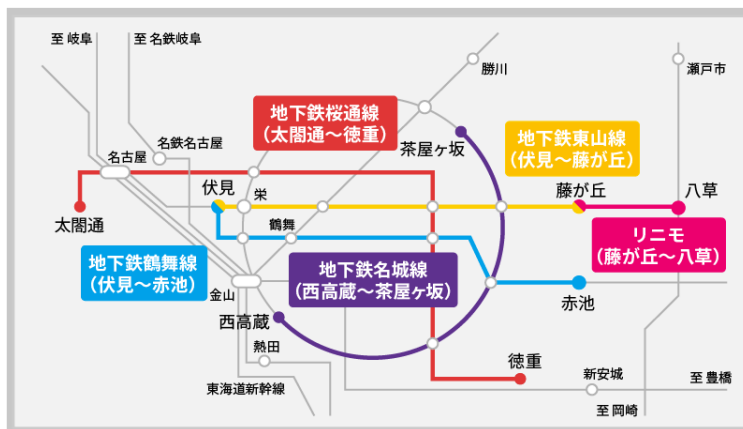 至 岐阜
至 名鉄岐阜
勝川
瀬戸市
地下鉄桜通線
(太閤通~徳重)
茶屋ヶ坂
地下鉄東山線
(伏見~藤が丘)
名鉄名古屋
名古屋
伏見
栄
藤が丘
八草
太閤通
鶴舞
リニモ
(藤が丘~八草)
地下鉄鶴舞線
(伏見~赤池)
地下鉄名城線
(西高蔵~茶屋ヶ坂)
金山
赤池
西高蔵
熱田
徳重
新安城
至 豊橋
東海道新幹線
至 岡崎